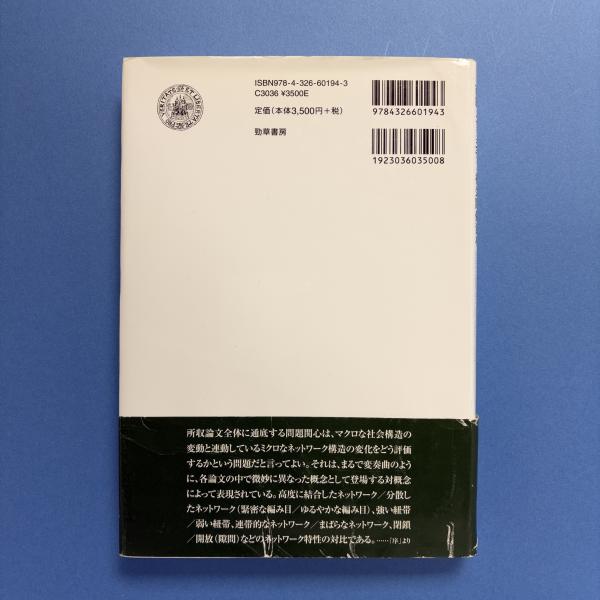 ISBN978-4-326-60194-3
C3036 ¥3500E
定価(本体3,500円+税)
勁草書房
9784326601943
1923036035008
所収論文全体に通底する問題関心は、マクロな社会構造の
変動と連動しているミクロなネットワーク構造の変化をどう評価
するかという問題だと言ってよい。それは、まるで変奏曲のよう
に、各論文の中で微妙に異なった概念として登場する対概念
によって表現されている。高度に結合したネットワーク/分散し
たネットワーク(緊密な編み目/ゆるやかな編み目)、強い紐帯
/弱い紐帯、連帯的なネットワーク/まばらなネットワーク、閉鎖
/開放(隙間)などのネットワーク特性の対比である。……「序」より